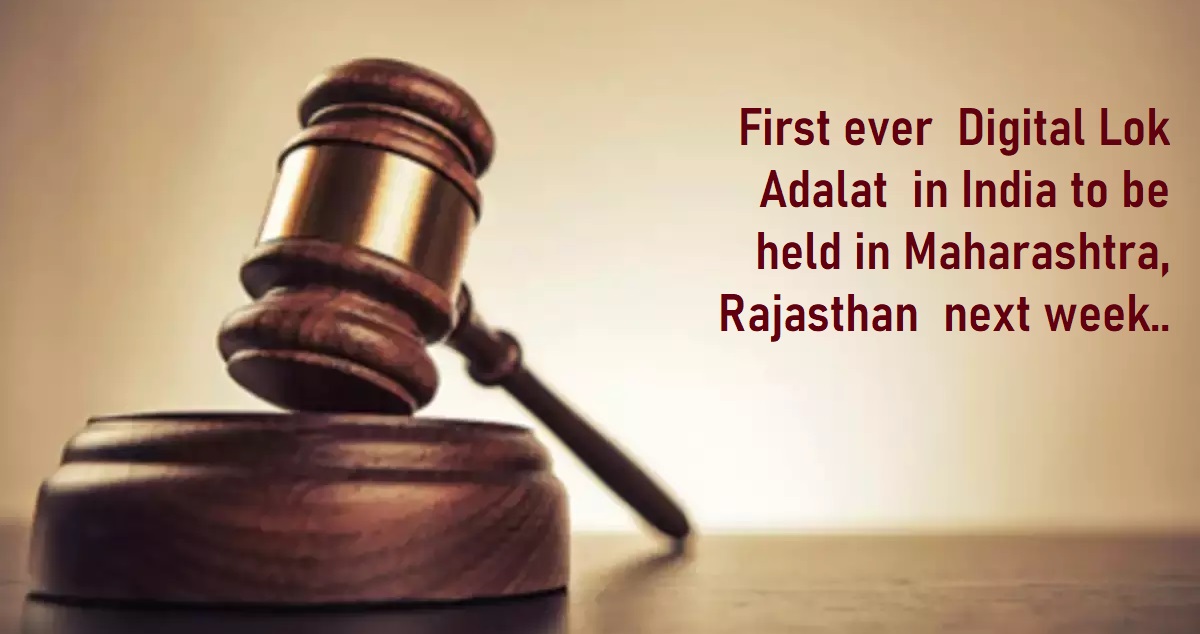 First ever Digital Lok
Adalat in India to be
held in Maharashtra,
Rajasthan next week..